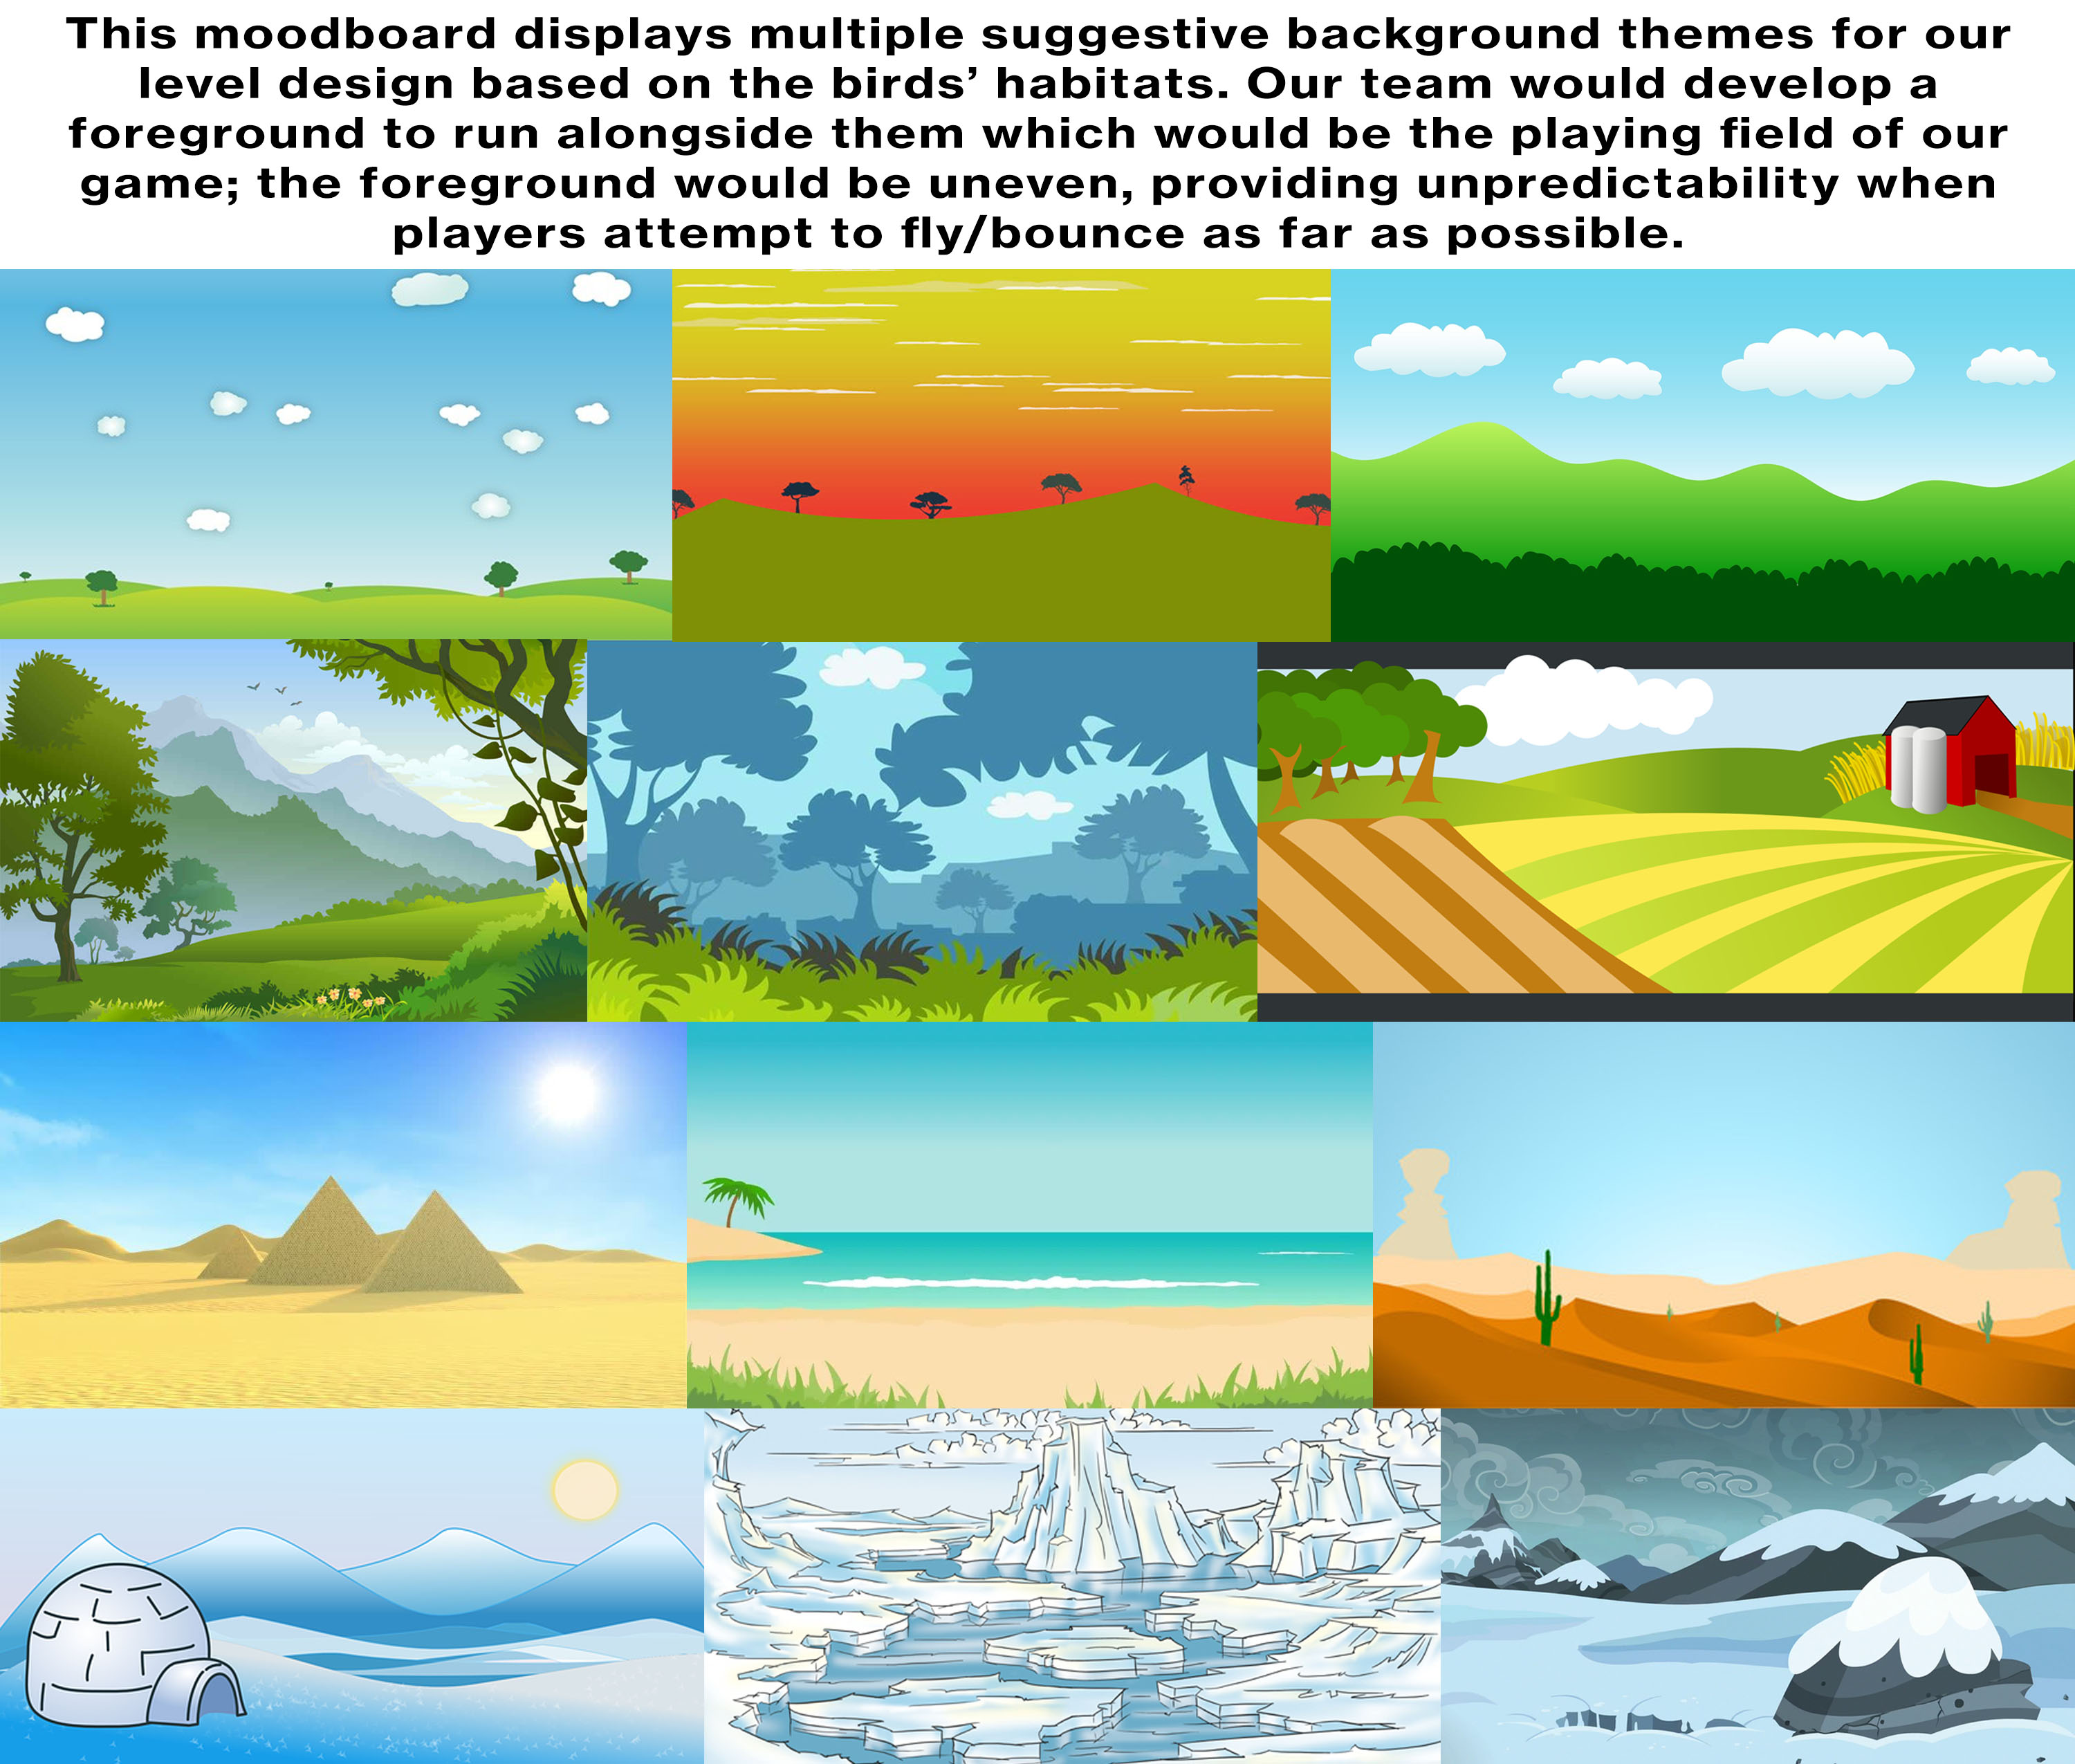 This moodboard displays multiple suggestive background themes for our
level design based on the birds’ habitats. Our team would develop a
foreground to run alongside them which would be the playing field of our
game; the foreground would be uneven, providing unpredictability when
players attempt to fly/bounce as far as possible.